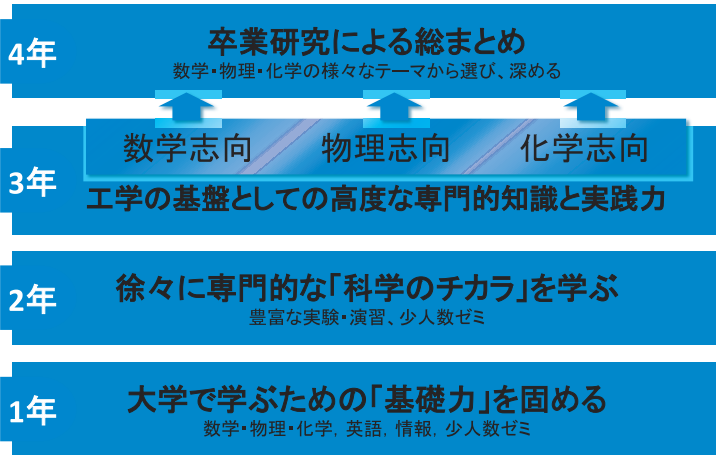 4年
卒業研究による総まとめ
数学・物理・化学の様々なテーマから選び、深める
数学志向 物理志向 化学志向
3年
工学の基盤としての高度な専門的知識と実践力
2年
徐々に専門的な「科学のチカラ」を学ぶ
豊富な実験・演習、少人数ゼミ
1年
大学で学ぶための「基礎力」を固める
数学・物理・化学, 英語, 情報, 少人数ゼミ